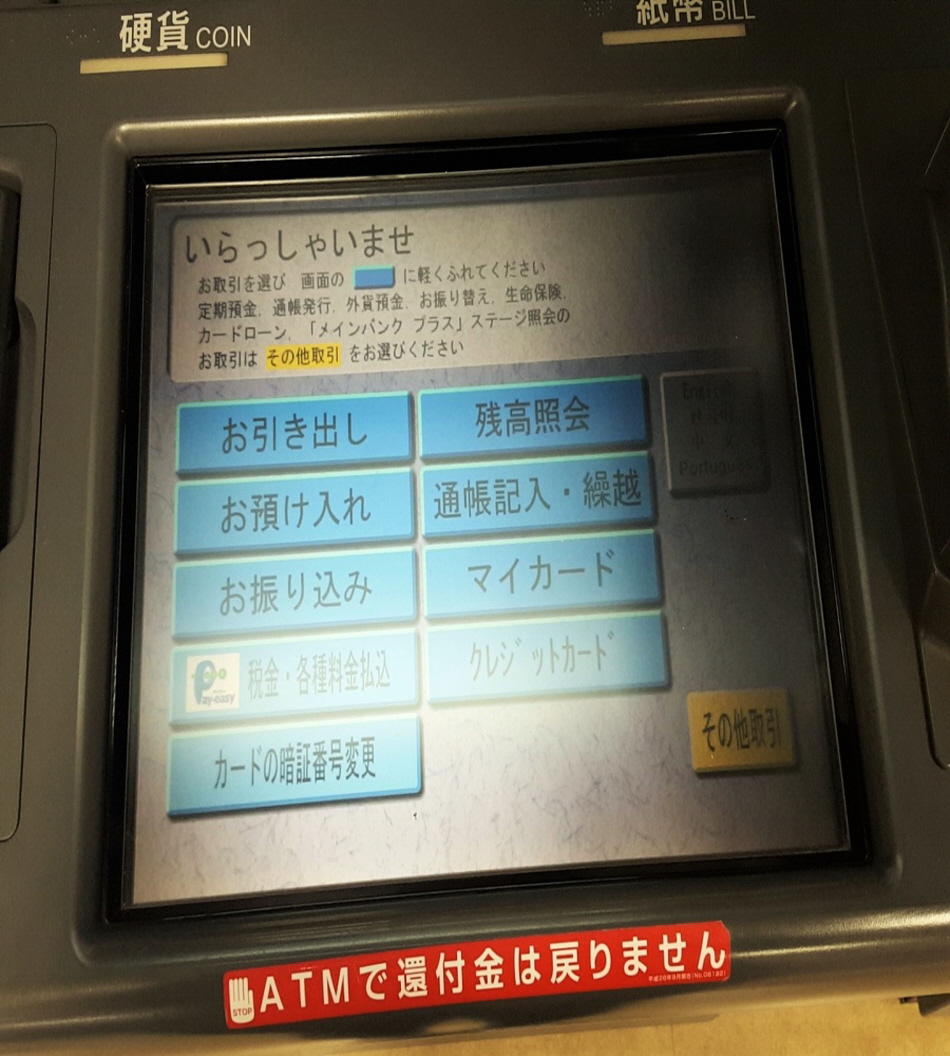 硬貨 COIN
紙幣 BILL
いらっしゃいませ
お取引を選び 画面の に軽くふれてください
定期預金、通帳発行、外貨預金、お振り替え、生命保険、
カードローン、「メインバンク プラス」ステージ照会の
お取引は その他取引 をお選びください
お引き出し
残高照会
お預け入れ
通帳記入・繰越
お振り込み
マイカード
Pay-easy 税金・各種料金払込
クレジットカード
カードの暗証番号変更
English
Português
その他取引
STOP ATMで還付金は戻りません